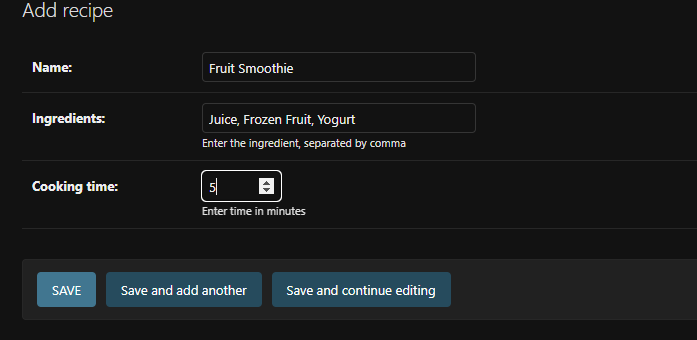 Add recipe
Name: Fruit Smoothie
Ingredients: Juice, Frozen Fruit, Yogurt
Enter the ingredient, separated by comma
Cooking time: 5
Enter time in minutes
SAVE Save and add another Save and continue editing